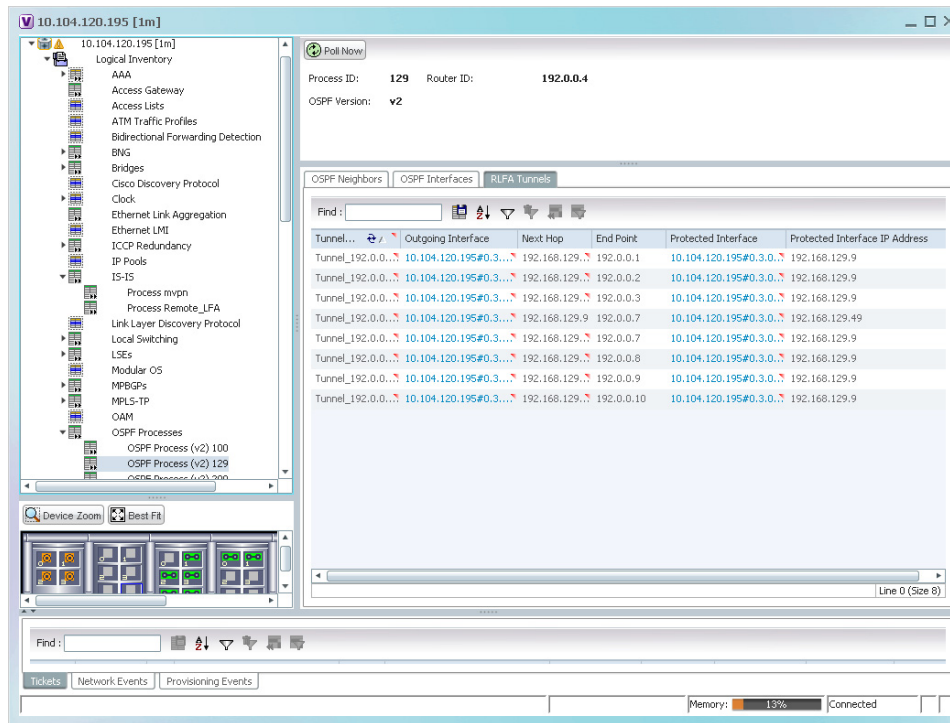 10.104.120.195 [1m]
10.104.120.195 [1m]
Logical Inventory
AAA
Access Gateway
Access Lists
ATM Traffic Profiles
Bidirectional Forwarding Detection
BNG
Bridges
Cisco Discovery Protocol
Clock
Ethernet Link Aggregation
Ethernet LMI
ICCP Redundancy
IP Pools
IS-IS
Process mvpn
Process Remote_LFA
Link Layer Discovery Protocol
Local Switching
LSEs
Modular OS
MPBGPs
MPLS-TP
OAM
OSPF Processes
OSPF Process (v2) 100
OSPF Process (v2) 129
OSPF Process (v2) 200
Device Zoom Best Fit
Poll Now
Process ID: 129 Router ID: 192.0.0.4
OSPF Version: v2
OSPF Neighbors OSPF Interfaces RLFA Tunnels
Find :
Tunnel... Outgoing Interface Next Hop End Point Protected Interface Protected Interface IP Address
Tunnel_192.0.0... 10.104.120.195#0.3.... 192.168.129... 192.0.0.1 10.104.120.195#0.3.0... 192.168.129.9
Tunnel_192.0.0... 10.104.120.195#0.3.... 192.168.129... 192.0.0.2 10.104.120.195#0.3.0... 192.168.129.9
Tunnel_192.0.0... 10.104.120.195#0.3.... 192.168.129... 192.0.0.3 10.104.120.195#0.3.0... 192.168.129.9
Tunnel_192.0.0... 10.104.120.195#0.3.... 192.168.129.9 192.0.0.7 10.104.120.195#0.3.0... 192.168.129.49
Tunnel_192.0.0... 10.104.120.195#0.3.... 192.168.129... 192.0.0.7 10.104.120.195#0.3.0... 192.168.129.9
Tunnel_192.0.0... 10.104.120.195#0.3.... 192.168.129... 192.0.0.8 10.104.120.195#0.3.0... 192.168.129.9
Tunnel_192.0.0... 10.104.120.195#0.3.... 192.168.129... 192.0.0.9 10.104.120.195#0.3.0... 192.168.129.9
Tunnel_192.0.0... 10.104.120.195#0.3.... 192.168.129... 192.0.0.10 10.104.120.195#0.3.0... 192.168.129.9
Line 0 (Size 8)
Find :
Tickets Network Events Provisioning Events
Memory: 13% Connected